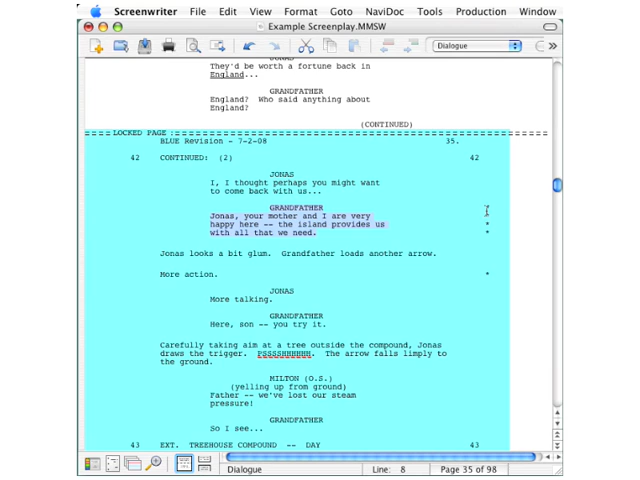 Screenwriter File Edit View Format GoTo NaviDoc Tools Production Window
Example Screenplay.MMSW
Dialogue
They'd be worth a fortune back in
England...
GRANDFATHER
England? Who said anything about
England?
(CONTINUED)
LOCKED PAGE
BLUE Revision - 7-2-08 35.
42 CONTINUED: (2) 42
JONAS
I, I thought perhaps you might want
to come back with us...
GRANDFATHER
Jonas, your mother and I are very
happy here -- the island provides us *
with all that we need. *
Jonas looks a bit glum. Grandfather loads another arrow.
More action. *
JONAS
More talking.
GRANDFATHER
Here, son -- you try it.
Carefully taking aim at a tree outside the compound, Jonas
draws the trigger. PSSSSHHHHHH. The arrow falls limply to
the ground.
MILTON (O.S.)
(yelling up from ground)
Father -- we've lost our steam
pressure!
GRANDFATHER
So I see...
43 EXT. TREEHOUSE COMPOUND -- DAY 43
Dialogue Line: 8 Page 35 of 98